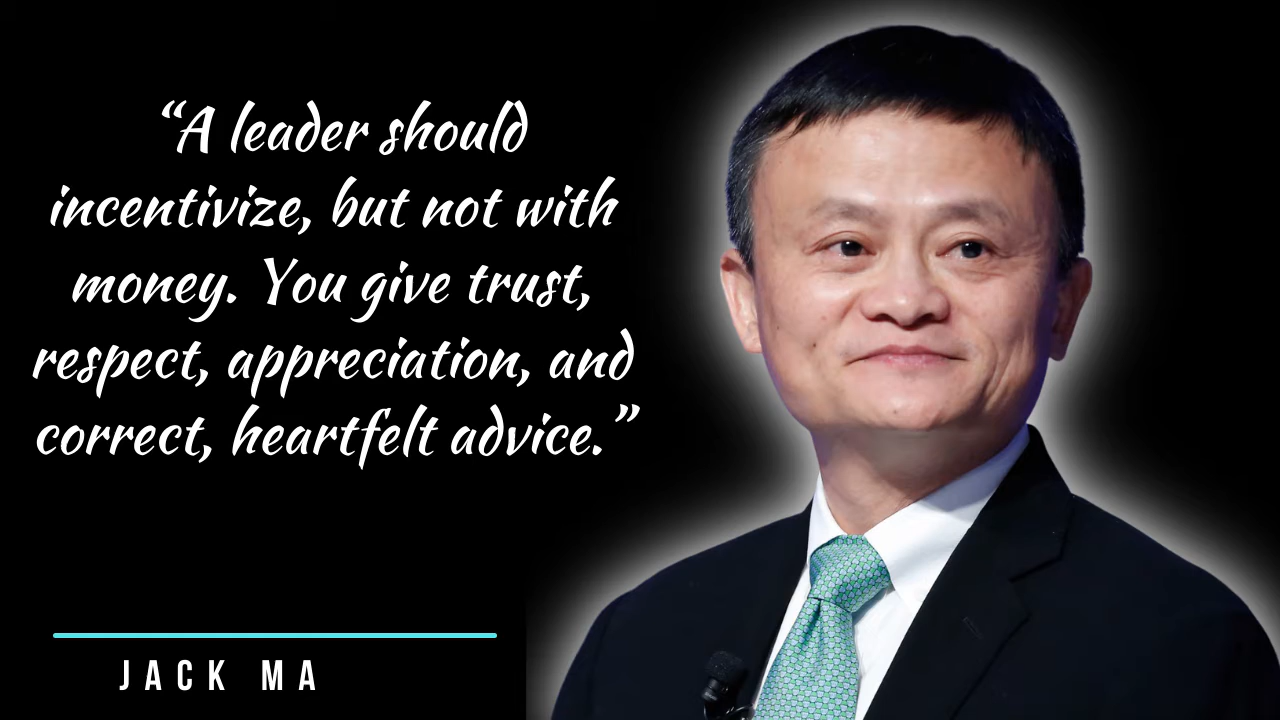 “A leader should
incentivize, but not with
money. You give trust,
respect, appreciation, and
correct, heartfelt advice.”
JACK MA